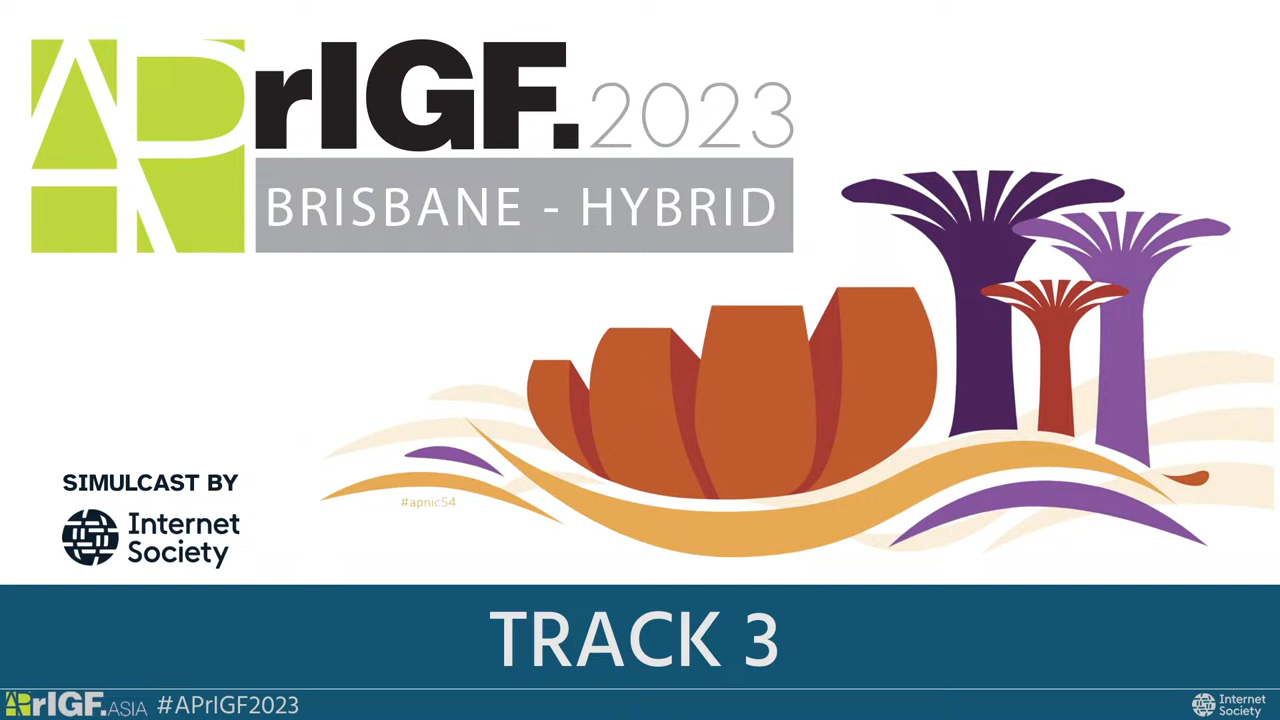 APrIGF.2023
BRISBANE - HYBRID
#apnic54
SIMULCAST BY
Internet
Society
TRACK 3
APrIGF.ASIA #APrIGF2023
Internet
Society